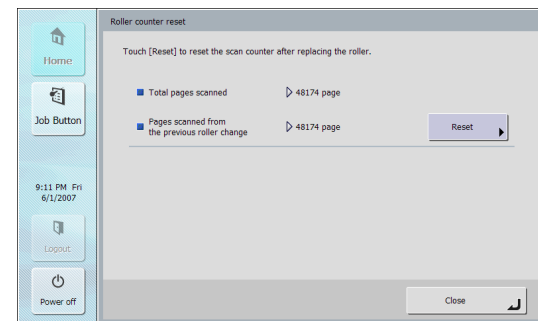 Roller counter reset
Home
Touch [Reset] to reset the scan counter after replacing the roller.
Total pages scanned
48174 page
Job Button
Pages scanned from
the previous roller change
48174 page
Reset
9:11 PM Fri
6/1/2007
Logout
Power off
Close